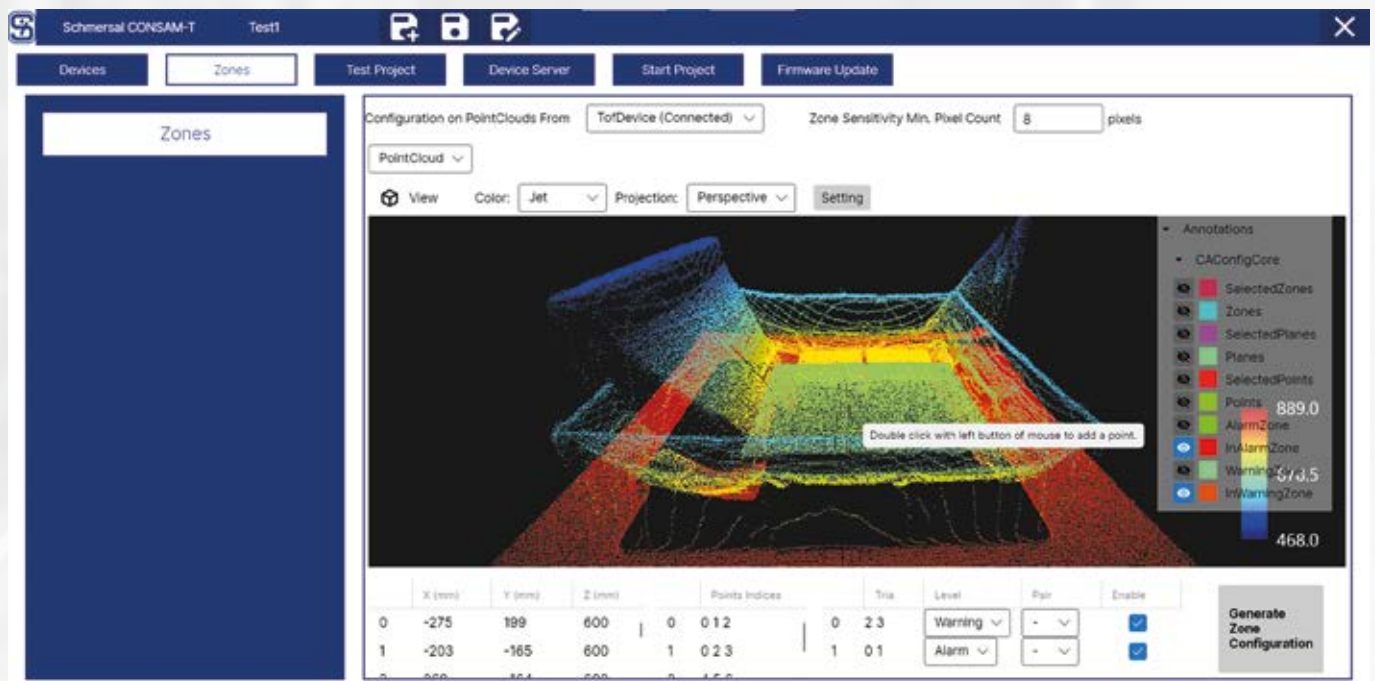 S Schmersal CONSAM-T Test1
Devices Zones Test Project Device Server Start Project Firmware Update
Zones
Configuration on PointClouds From TofDevice (Connected) Zone Sensitivity Min. Pixel Count 8 pixels
PointCloud
View Color: Jet Projection: Perspective Setting
Annotations
CAConfigCore
SelectedZones
Zones
SelectedPlanes
Planes
SelectedPoints
Points
889.0
AlarmZone
Double click with left button of mouse to add a point.
InAlarmZone
InWarningZone
468.0
X (mm) Y (mm) Z (mm) Points Indices Tria Level Pair Enable
0 -275 199 600 0 0 1 2 0 2 3 Warning -
1 -203 -165 600 1 0 2 3 1 0 1 Alarm -
Generate
Zone
Configuration